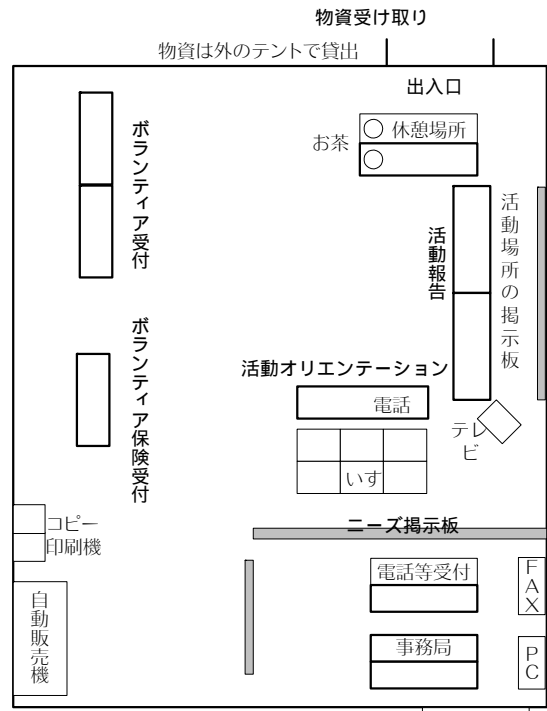 物資受け取り
物資は外のテントで貸出
出入口
お茶
休憩場所
ボランティア受付
活動報告
活動場所の掲示板
ボランティア保険受付
活動オリエンテーション
電話
テレ
ビ
いす
コピー
印刷機
ニーズ掲示板
電話等受付
FAX
自動販売機
事務局
PC